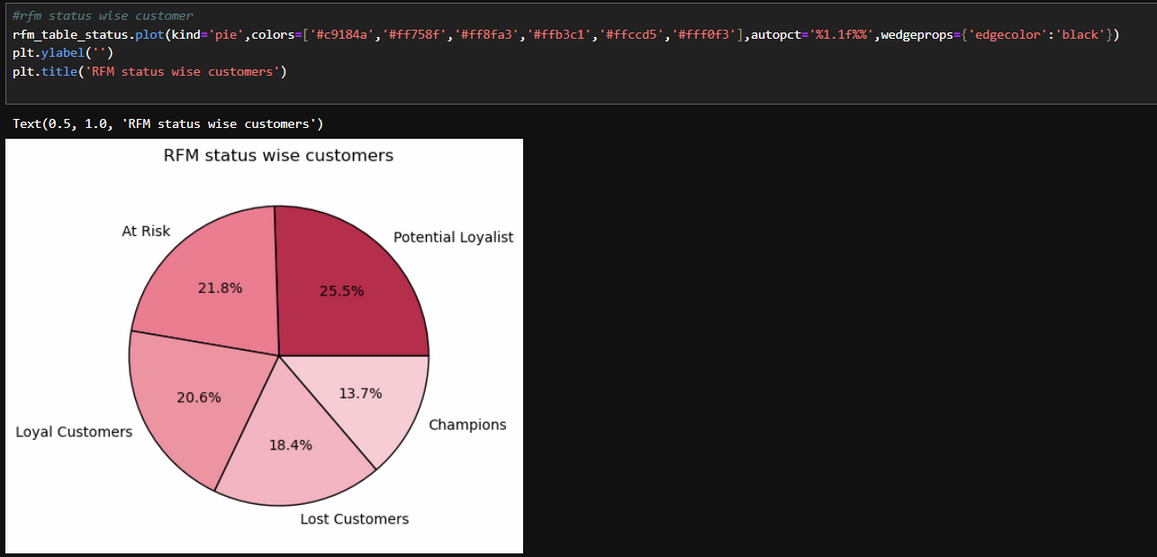 #rfm status wise customer
rfm_table_status.plot(kind='pie',colors=['#c9184a','#ff758f','#ff8fa3','#ffb3c1','#ffccd5','#fff0f3'],autopct='%1.1f%%',wedgeprops={'edgecolor':'black'})
plt.ylabel('')
plt.title('RFM status wise customers')
Text(0.5, 1.0, 'RFM status wise customers')
RFM status wise customers
At Risk
Potential Loyalist
21.8%
25.5%
20.6%
13.7%
Loyal Customers
Champions
18.4%
Lost Customers